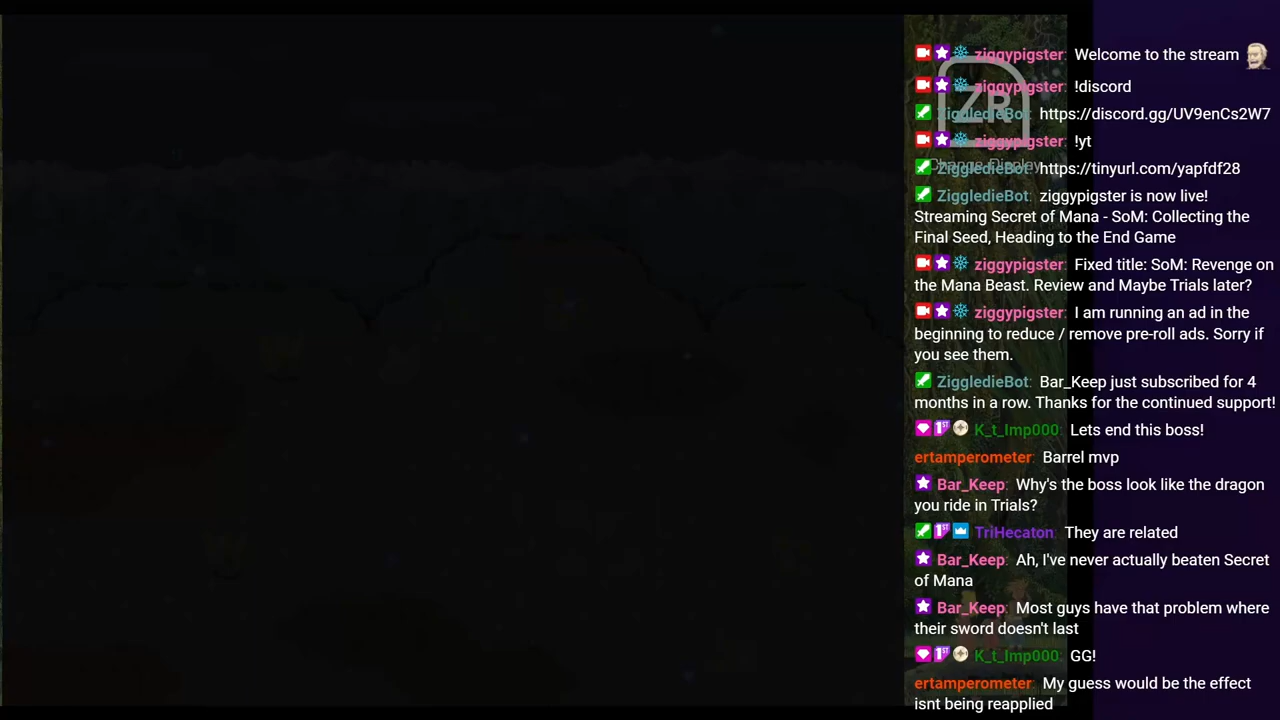 ziggypigster: Welcome to the stream
ziggypigster: !discord
ZiggledieBot: https://discord.gg/UV9enCs2W7
ziggypigster: !yt
ZiggledieBot: https://tinyurl.com/yapfdf28
ZiggledieBot: ziggypigster is now live!
Streaming Secret of Mana - SoM: Collecting the
Final Seed, Heading to the End Game
ziggypigster: Fixed title: SoM: Revenge on
the Mana Beast. Review and Maybe Trials later?
ziggypigster: I am running an ad in the
beginning to reduce / remove pre-roll ads. Sorry if
you see them.
ZiggledieBot: Bar_Keep just subscribed for 4
months in a row. Thanks for the continued support!
K_t_Imp000: Lets end this boss!
ertamperometer: Barrel mvp
Bar_Keep: Why's the boss look like the dragon
you ride in Trials?
TriHecaton: They are related
Bar_Keep: Ah, I've never actually beaten Secret
of Mana
Bar_Keep: Most guys have that problem where
their sword doesn't last
K_t_Imp000: GG!
ertamperometer: My guess would be the effect
isnt being reapplied
ZR
Change Display